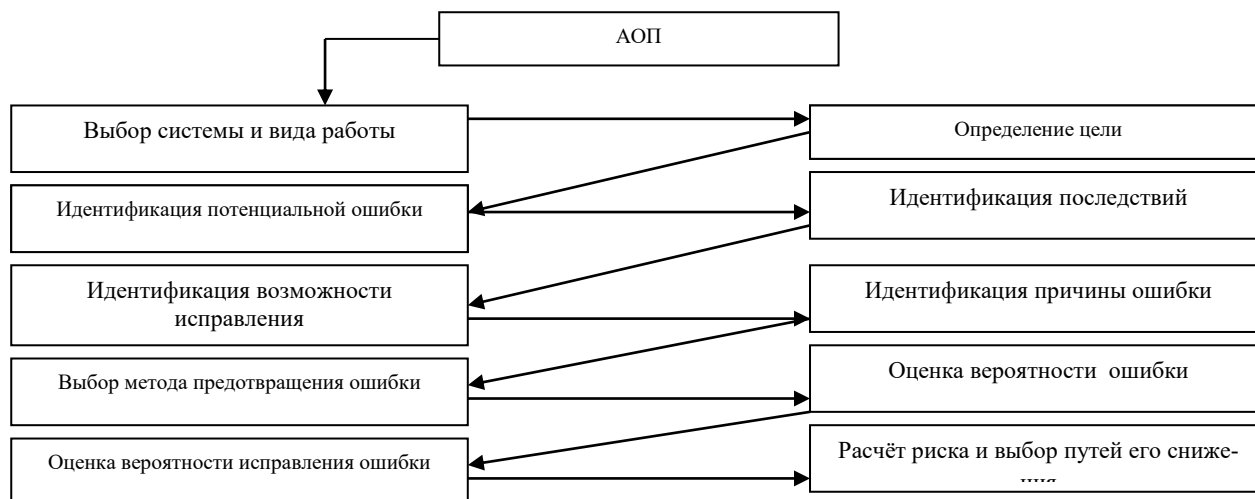 АОП
Выбор системы и вида работы
Определение цели
Идентификация потенциальной ошибки
Идентификация последствий
Идентификация возможности
исправления
Идентификация причины ошибки
Выбор метода предотвращения ошибки
Оценка вероятности ошибки
Оценка вероятности исправления ошибки
Расчёт риска и выбор путей его сниже-
ния